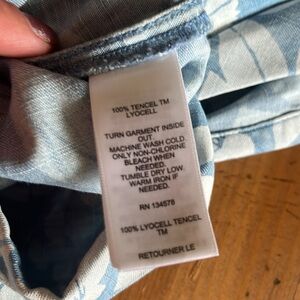 100% TENCEL TM
LYOCELL
TURN GARMENT INSIDE
OUT
MACHINE WASH COLD.
ONLY NON-CHLORINE
BLEACH WHEN
NEEDED.
TUMBLE DRY LOW.
WARM IRON IF
NEEDED.
RN 134576
100% LYOCELL TENCEL
TM
RETOURNER LE